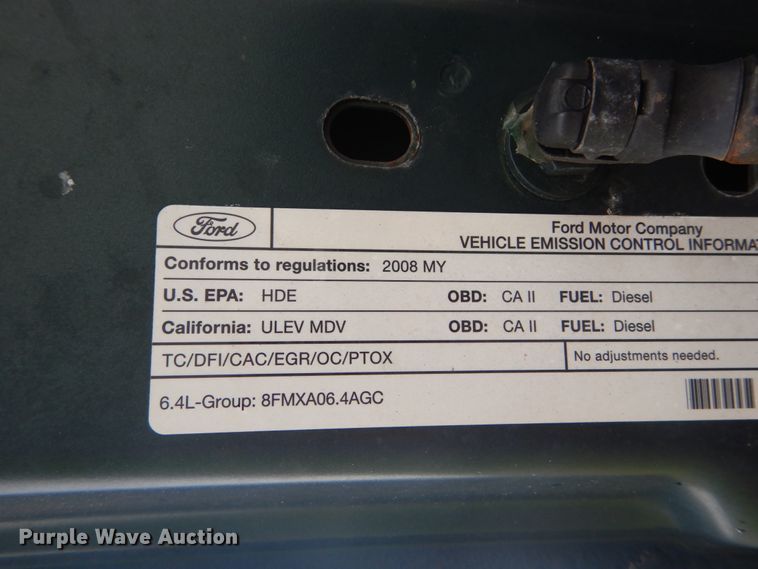 Ford
Ford Motor Company
VEHICLE EMISSION CONTROL
Conforms to regulations: 2008 MY
U.S. EPA: HDE OBD: CA II FUEL: Diesel
California: ULEV MDV OBD: CA II FUEL: Diesel
TC/DFI/CAC/EGR/OC/PTOX No adjustments needed.
6.4L-Group: 8FMXA06.4AGC
Purple Wave Auction